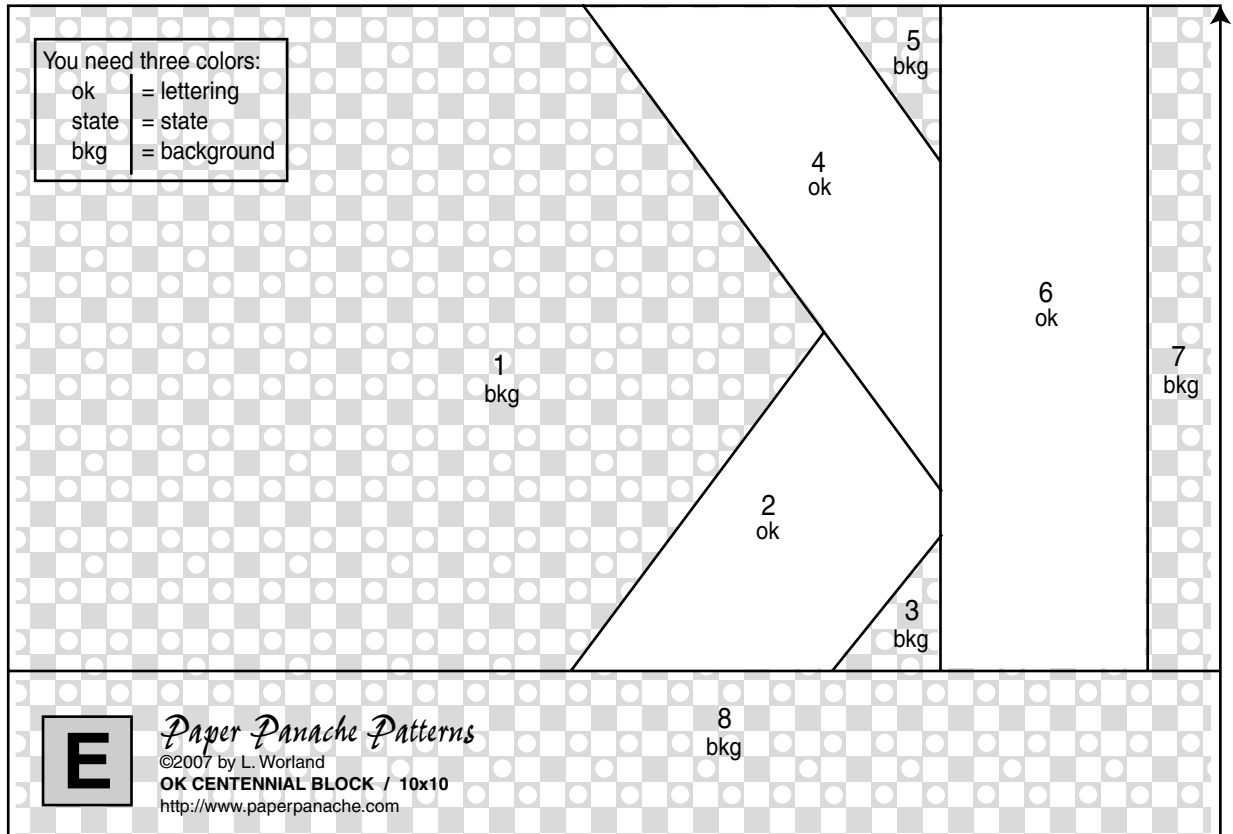 You need three colors:
ok = lettering
state = state
bkg = background
5
bkg
4
ok
6
ok
1
bkg
7
bkg
2
ok
3
bkg
8
bkg
E
Paper Panache Patterns
©2007 by L. Worland
OK CENTENNIAL BLOCK / 10x10
http://www.paperpanache.com